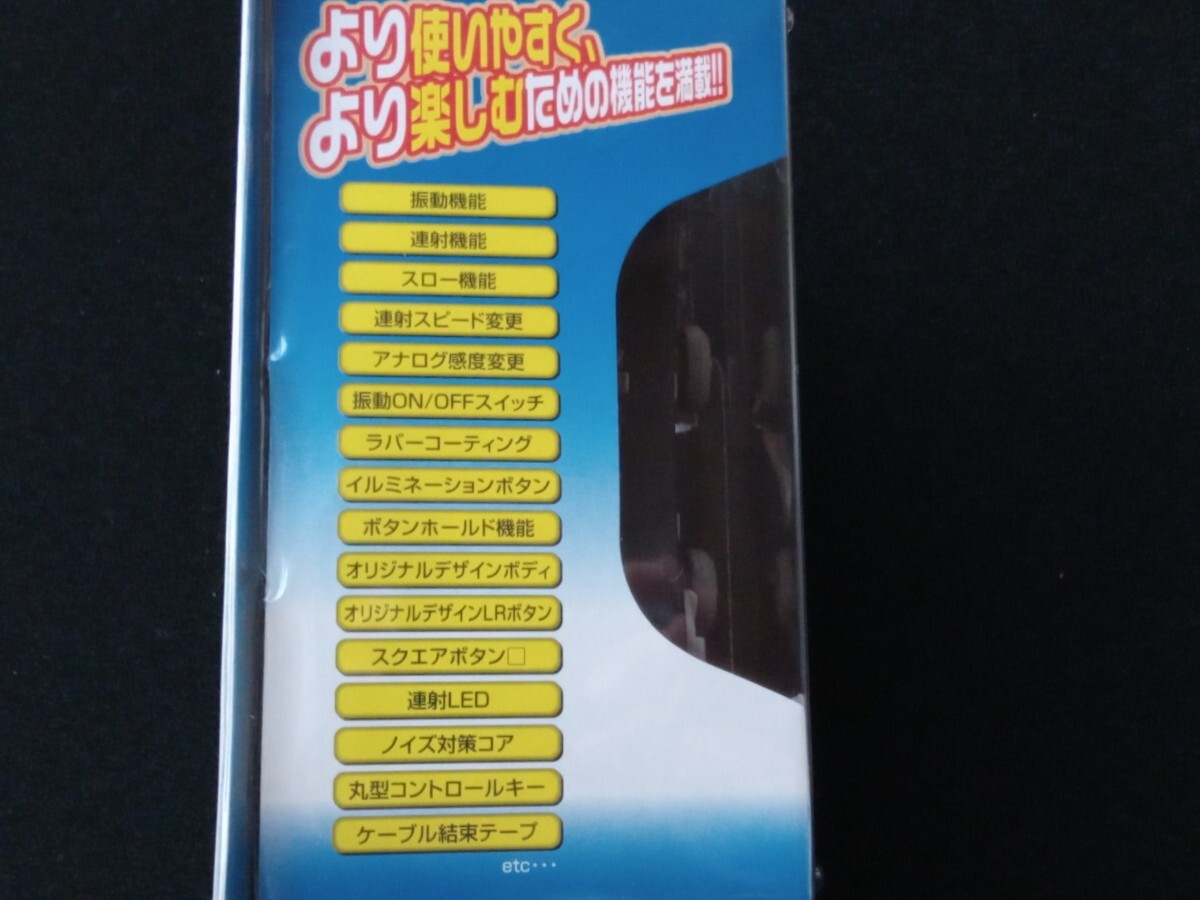 より使いやすく、
より楽しむための機能を満載!!
振動機能
連射機能
スロー機能
連射スピード変更
アナログ感度変更
振動ON/OFFスイッチ
ラバーコーティング
イルミネーションボタン
ボタンホールド機能
オリジナルデザインボディ
オリジナルデザインLRボタン
スクエアボタン□
連射LED
ノイズ対策コア
丸型コントロールキー
ケーブル結束テープ
etc･･･